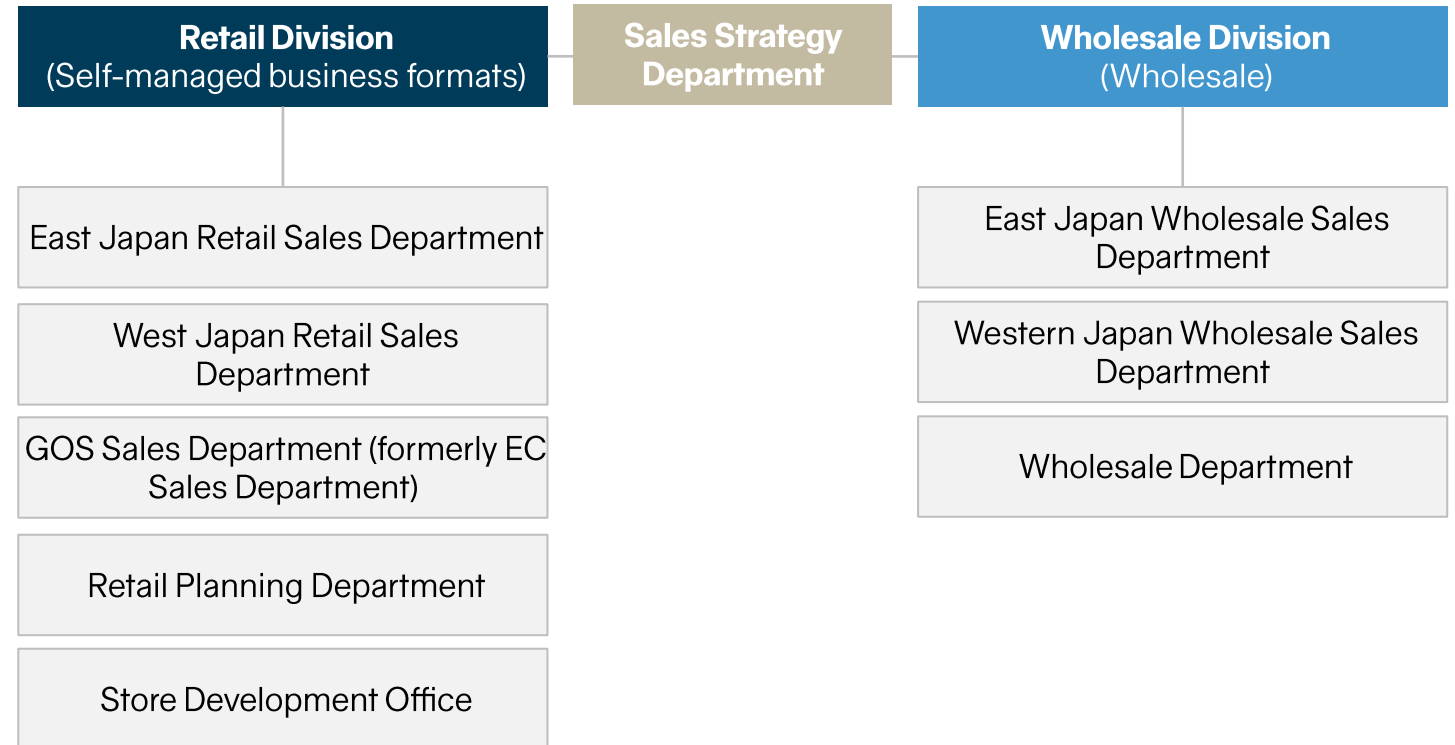 Retail Division
(Self-managed business formats)
Sales Strategy
Department
Wholesale Division
(Wholesale)
East Japan Retail Sales Department
West Japan Retail Sales
Department
GOS Sales Department (formerly EC
Sales Department)
Retail Planning Department
Store Development Office
East Japan Wholesale Sales
Department
Western Japan Wholesale Sales
Department
Wholesale Department